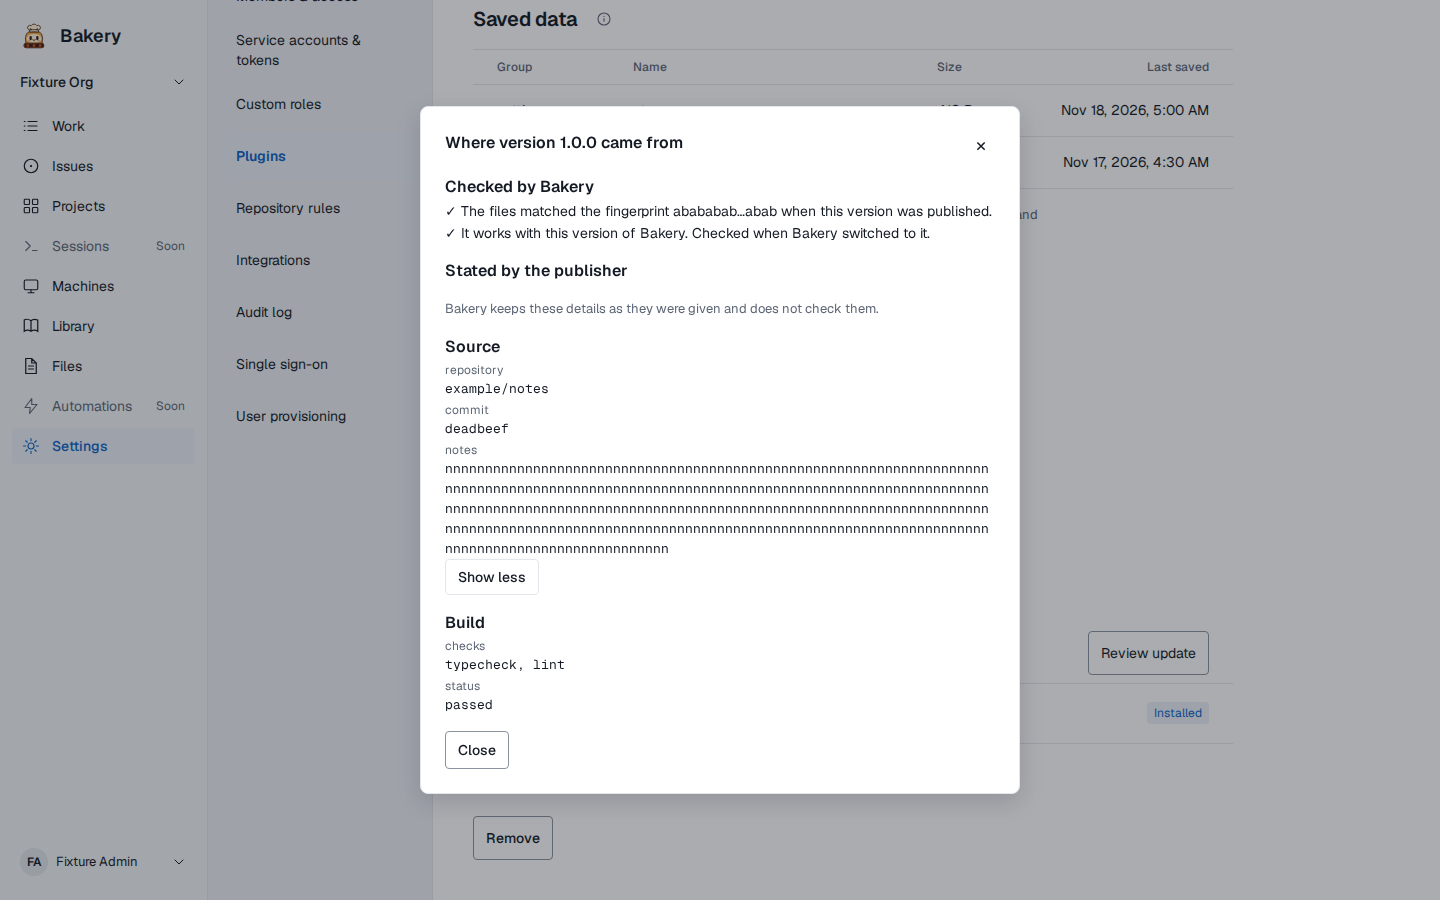 Bakery
Fixture Org
Work
Issues
Projects
Sessions Soon
Machines
Library
Files
Automations Soon
Settings
FA Fixture Admin
Service accounts &
tokens
Custom roles
Plugins
Repository rules
Integrations
Audit log
Single sign-on
User provisioning
Saved data
Group Name Size Last saved
Nov 18, 2026, 5:00 AM
Nov 17, 2026, 4:30 AM
and
Review update
Installed
Remove
Where version 1.0.0 came from
Checked by Bakery
✓ The files matched the fingerprint abababab…abab when this version was published.
✓ It works with this version of Bakery. Checked when Bakery switched to it.
Stated by the publisher
Bakery keeps these details as they were given and does not check them.
Source
repository
example/notes
commit
deadbeef
notes
nnnnnnnnnnnnnnnnnnnnnnnnnnnnnnnnnnnnnnnnnnnnnnnnnnnnnnnnnnnnnnnnnnnn
nnnnnnnnnnnnnnnnnnnnnnnnnnnnnnnnnnnnnnnnnnnnnnnnnnnnnnnnnnnnnnnnnnnn
nnnnnnnnnnnnnnnnnnnnnnnnnnnnnnnnnnnnnnnnnnnnnnnnnnnnnnnnnnnnnnnnnnnn
nnnnnnnnnnnnnnnnnnnnnnnnnnnnnnnnnnnnnnnnnnnnnnnnnnnnnnnnnnnnnnnnnnnn
nnnnnnnnnnnnnnnnnnnnnnnnnnnn
Show less
Build
checks
typecheck, lint
status
passed
Close